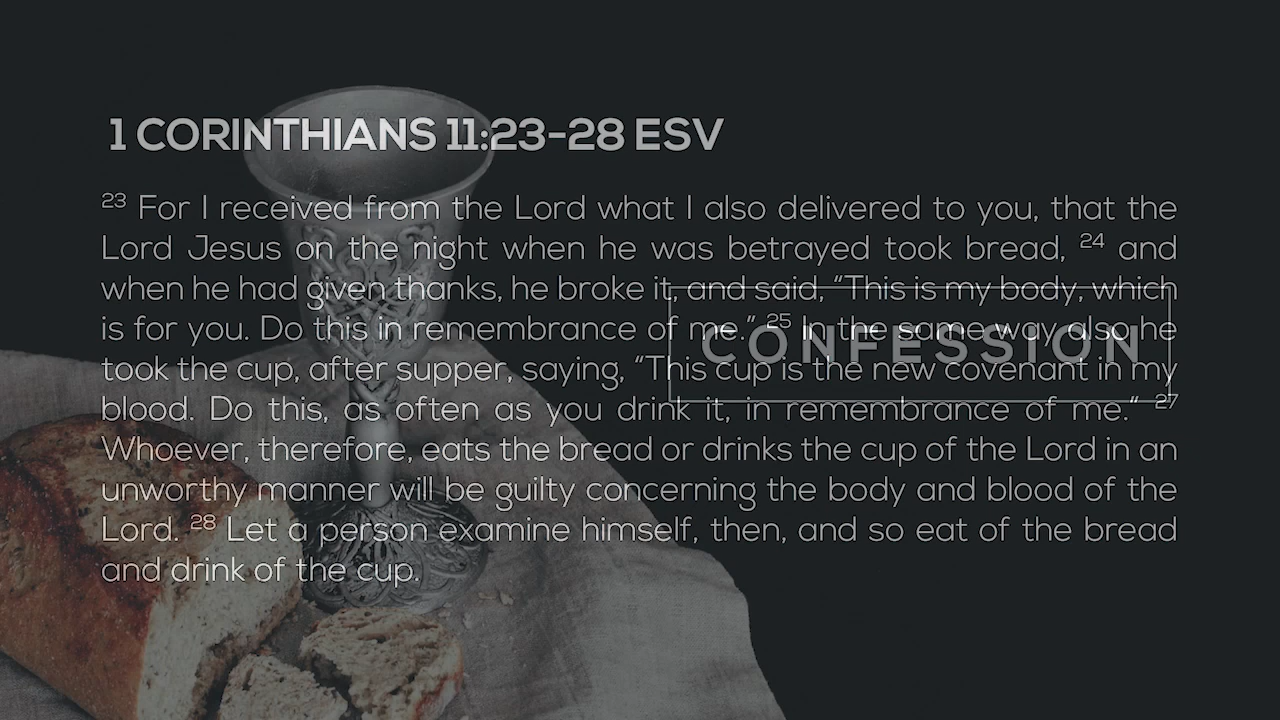 1 CORINTHIANS 11:23-28 ESV
23 For I received from the Lord what I also delivered to you, that the
Lord Jesus on the night when he was betrayed took bread, 24 and
when he had given thanks, he broke it, and said, “This is my body, which
is for you. Do this in remembrance of me.” 25 In the same way also he
CONFESSION
took the cup, after supper, saying, “This cup is the new covenant in my
blood. Do this, as often as you drink it, in remembrance of me.” 27
Whoever, therefore, eats the bread or drinks the cup of the Lord in an
unworthy manner will be guilty concerning the body and blood of the
Lord. 28 Let a person examine himself, then, and so eat of the bread
and drink of the cup.